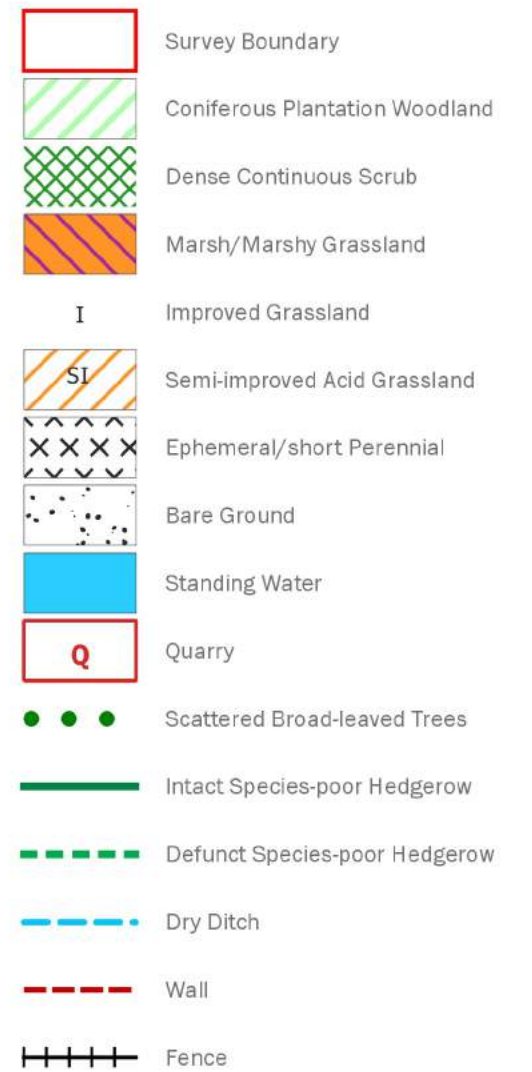 Survey Boundary
Coniferous Plantation Woodland
Dense Continuous Scrub
Marsh/Marshy Grassland
I Improved Grassland
SI Semi-improved Acid Grassland
Ephemeral/short Perennial
Bare Ground
Standing Water
Q Quarry
Scattered Broad-leaved Trees
Intact Species-poor Hedgerow
Defunct Species-poor Hedgerow
Dry Ditch
Wall
Fence